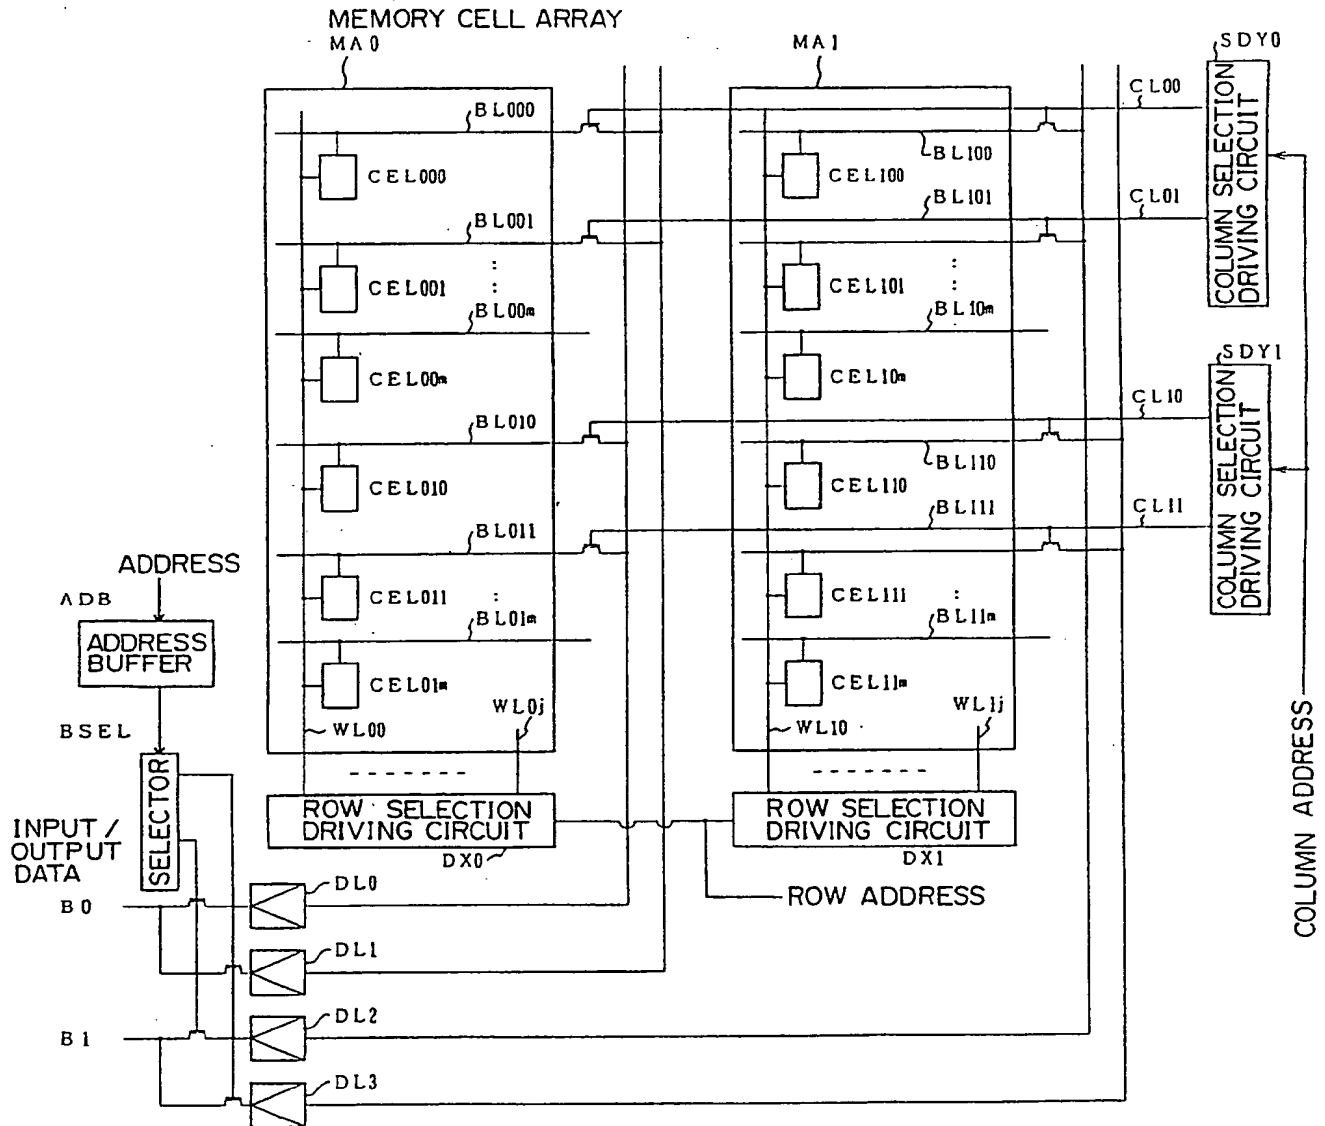 MEMORY CELL ARRAY
MA0
MA1
SDY0
COLUMN SELECTION
DRIVING CIRCUIT
CL00
BL000
BL100
CEL000
CEL100
CL01
BL001
BL101
CEL001
CEL101
BL00m
BL10m
CEL00m
CEL10m
SDY1
COLUMN SELECTION
DRIVING CIRCUIT
CL10
BL010
BL110
CEL010
CEL110
CL11
BL011
BL111
CEL011
CEL111
BL01m
BL11m
CEL01m
CEL11m
ADDRESS
ADB
ADDRESS
BUFFER
BSEL
SELECTOR
WL00
WL0j
WL10
WL1j
ROW SELECTION
DRIVING CIRCUIT
DX0
ROW SELECTION
DRIVING CIRCUIT
DX1
ROW ADDRESS
COLUMN ADDRESS
INPUT/
OUTPUT
DATA
B0
DL0
DL1
B1
DL2
DL3